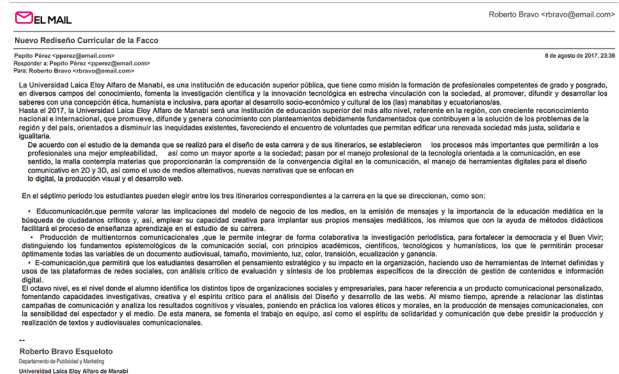 EL MAIL
Roberto Bravo <rbravo@email.com>
Nuevo Rediseño Curricular de la Facco
Pepito Pérez <pperez@email.com>
8 de agosto de 2017, 23:38
Responder a: Pepito Pérez <pperez@email.com>
Para: Roberto Bravo <rbravo@email.com>
La Universidad Laica Eloy Alfaro de Manabí, es una institución de educación superior pública, que tiene como misión la formación de profesionales competentes de grado y posgrado,
en diversos campos del conocimiento, fomenta la investigación científica y la innovación tecnológica en estrecha vinculación con la sociedad, al promover, difundir y desarrollar los
saberes con una concepción ética, humanista e inclusiva, para aportar al desarrollo socio-económico y cultural de los (las) manabitas y ecuatorianos/as.
Hasta el 2017, la Universidad Laica Eloy Alfaro de Manabí será una institución de educación superior del más alto nivel, referente en la región, con creciente reconocimiento
nacional e internacional, que promueve, difunde y genera conocimiento con planteamientos debidamente fundamentados que contribuyen a la solución de los problemas de la
región y del país, orientados a disminuir las inequidades existentes, favoreciendo el encuentro de voluntades que permitan edificar una renovada sociedad más justa, solidaria e
igualitaria.
De acuerdo con el estudio de la demanda que se realizó para el diseño de esta carrera y de sus itinerarios, se establecieron los procesos más importantes que permitirán a los
profesionales una mejor empleabilidad, así como un mayor aporte a la sociedad; pasan por el manejo profesional de la tecnología orientada a la comunicación, en ese
sentido, la malla contempla materias que proporcionarán la comprensión de la convergencia digital en la comunicación, el manejo de herramientas digitales para el diseño
comunicativo en 2D y 3D, así como el uso de medios alternativos, nuevas narrativas que se enfocan en
lo digital, la producción visual y el desarrollo web.
En el séptimo período los estudiantes pueden elegir entre los tres itinerarios correspondientes a la carrera en la que se direccionan, como son:
• Educomunicación,que permite valorar las implicaciones del modelo de negocio de los medios, en la emisión de mensajes y la importancia de la educación mediática en la
búsqueda de ciudadanos críticos y, así, emplear su capacidad creativa para implantar sus propios mensajes mediáticos, los mismos que con la ayuda de métodos didácticos
facilitará el proceso de enseñanza aprendizaje en el estudio de su carrera.
• Producción de multientornos comunicacionales ,que le permite integrar de forma colaborativa la investigación periodística, para fortalecer la democracia y el Buen Vivir;
distinguiendo los fundamentos epistemológicos de la comunicación social, con principios académicos, científicos, tecnológicos y humanísticos, los que le permitirán procesar
óptimamente todas las variables de un documento audiovisual, tamaño, movimiento, luz, color, transición, ecualización y ganancia.
• E-comunicación,que permitirá que los estudiantes desarrollen el pensamiento estratégico y su impacto en la organización, haciendo uso de herramientas de Internet definidas y
usos de las plataformas de redes sociales, con análisis crítico de evaluación y síntesis de los problemas específicos de la dirección de gestión de contenidos e información
digital.
El octavo nivel, es el nivel donde el alumno identifica los distintos tipos de organizaciones sociales y empresariales, para hacer referencia a un producto comunicacional personalizado,
fomentando capacidades investigativas, creativa y el espíritu crítico para el análisis del Diseño y desarrollo de las webs. Al mismo tiempo, aprende a relacionar las distintas
campañas de comunicación y analiza los resultados cognitivos y visuales, poniendo en práctica los valores éticos y morales, en la producción de mensajes comunicacionales, con
la sensibilidad del espectador y el medio. De esta manera, se fomenta el trabajo en equipo, así como el espíritu de solidaridad y comunicación que debe presidir la producción y
realización de textos y audiovisuales comunicacionales.
--
Roberto Bravo Esqueloto
Departamento de Publicidad y Marketing
Universidad Laica Eloy Alfaro de Manabí